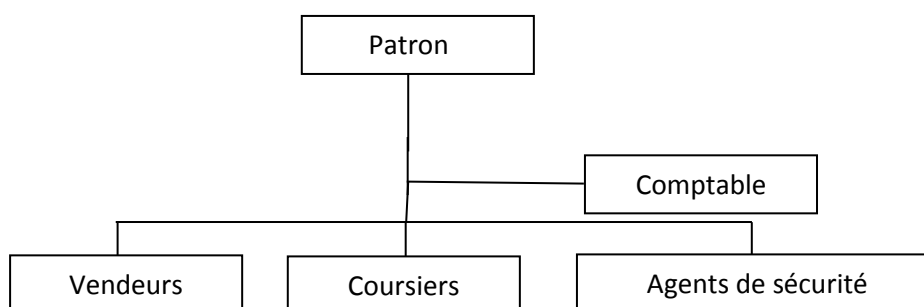 Patron
Comptable
Vendeurs
Coursiers
Agents de sécurité